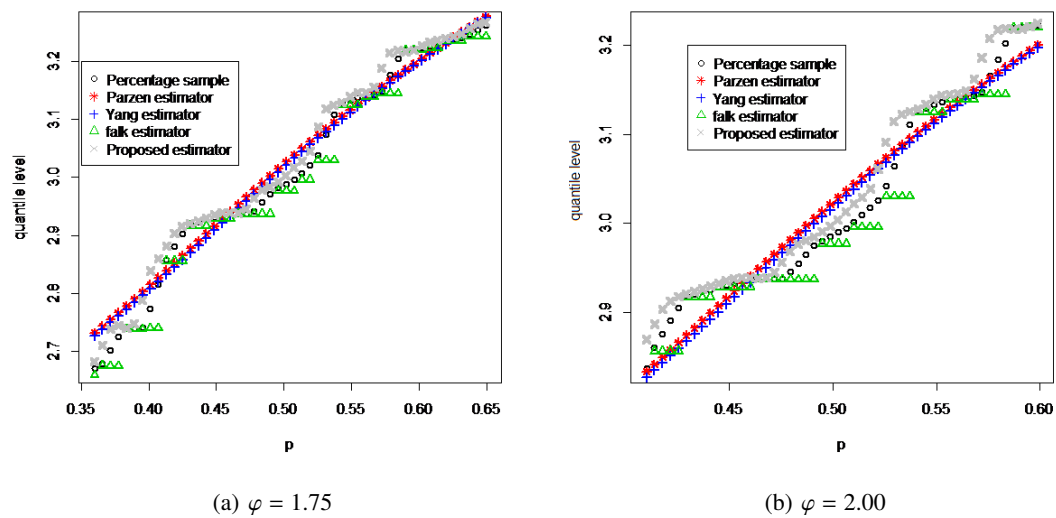 3.2
3.1
3.0
2.9
2.8
2.7
quantile level
Percentage sample
Parzen estimator
Yang estimator
falk estimator
Proposed estimator
0.35 0.40 0.45 0.50 0.55 0.60 0.65
p
(a) φ = 1.75
3.2
3.1
3.0
2.9
quantile level
Percentage sample
Parzen estimator
Yang estimator
falk estimator
Proposed estimator
0.45 0.50 0.55 0.60
p
(b) φ = 2.00